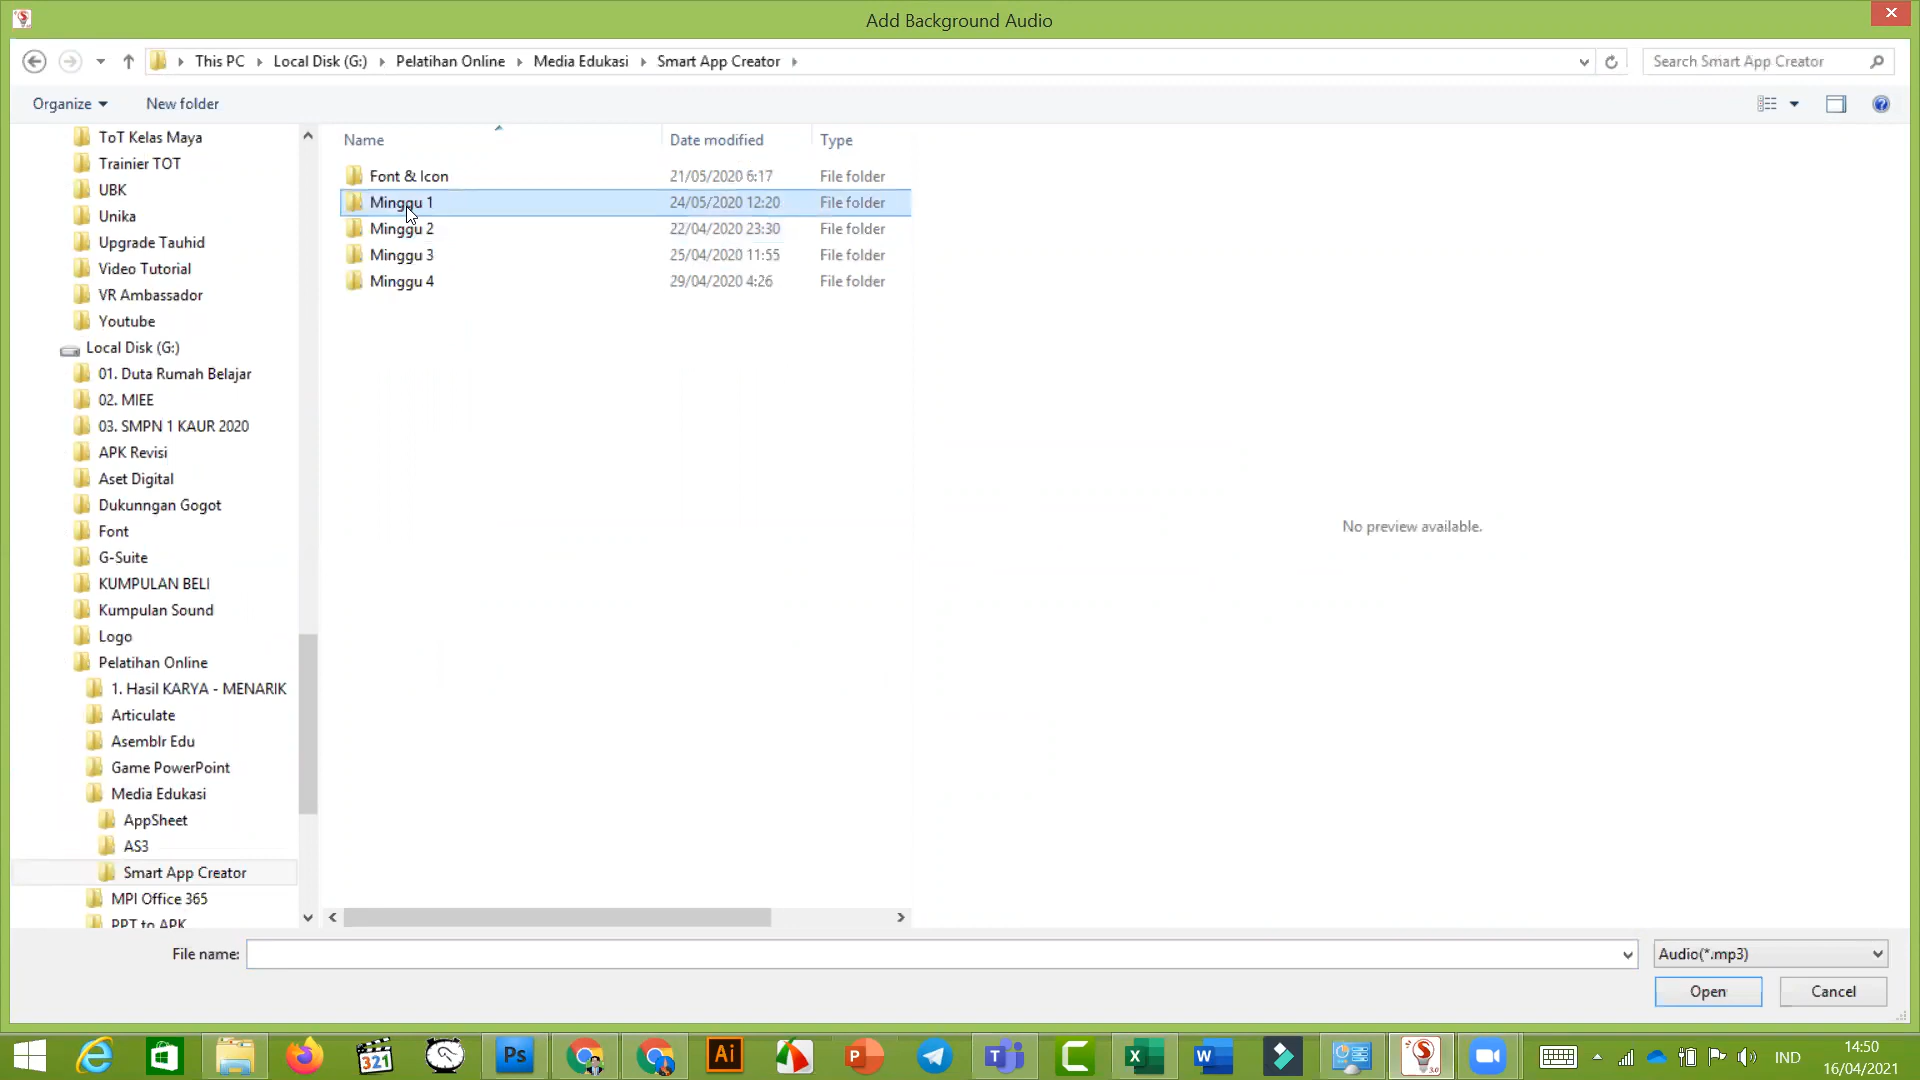 Add Background Audio
This PC Local Disk (G:) Pelatihan Online Media Edukasi Smart App Creator
Search Smart App Creator
Organize New folder
ToT Kelas Maya
Trainier TOT
UBK
Unika
Upgrade Tauhid
Video Tutorial
VR Ambassador
Youtube
Local Disk (G:)
01. Duta Rumah Belajar
02. MIEE
03. SMPN 1 KAUR 2020
APK Revisi
Aset Digital
Dukunngan Gogot
Font
G-Suite
KUMPULAN BELI
Kumpulan Sound
Logo
Pelatihan Online
1. Hasil KARYA - MENARIK
Articulate
Asemblr Edu
Game PowerPoint
Media Edukasi
AppSheet
AS3
Smart App Creator
MPI Office 365
PPT to APK
Name Date modified Type
Font & Icon 21/05/2020 6:17 File folder
Minggu 1 24/05/2020 12:20 File folder
Minggu 2 22/04/2020 23:30 File folder
Minggu 3 25/04/2020 11:55 File folder
Minggu 4 29/04/2020 4:26 File folder
No preview available.
File name: Audio(*.mp3)
Open Cancel
321 Ps Ai P T X W 3.0 IND
14:50
16/04/2021